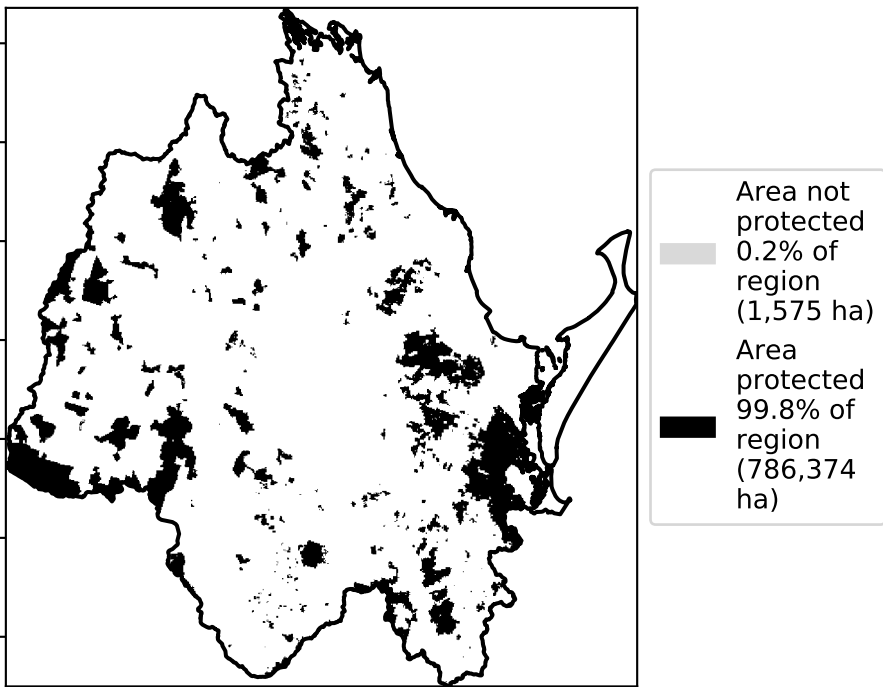 Area not
protected
0.2% of
region
(1,575 ha)
Area
protected
99.8% of
region
(786,374
ha)